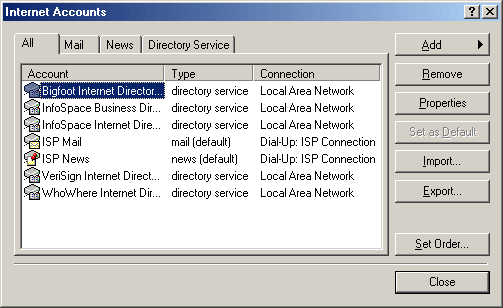 Internet Accounts
All Mail News Directory Service
Account Type Connection
Bigfoot Internet Director... directory service Local Area Network
InfoSpace Business Dir... directory service Local Area Network
InfoSpace Internet Dire... directory service Local Area Network
ISP Mail mail (default) Dial-Up: ISP Connection
ISP News news (default) Dial-Up: ISP Connection
VeriSign Internet Direct... directory service Local Area Network
WhoWhere Internet Dir... directory service Local Area Network
Add
Remove
Properties
Set as Default
Import...
Export...
Set Order...
Close